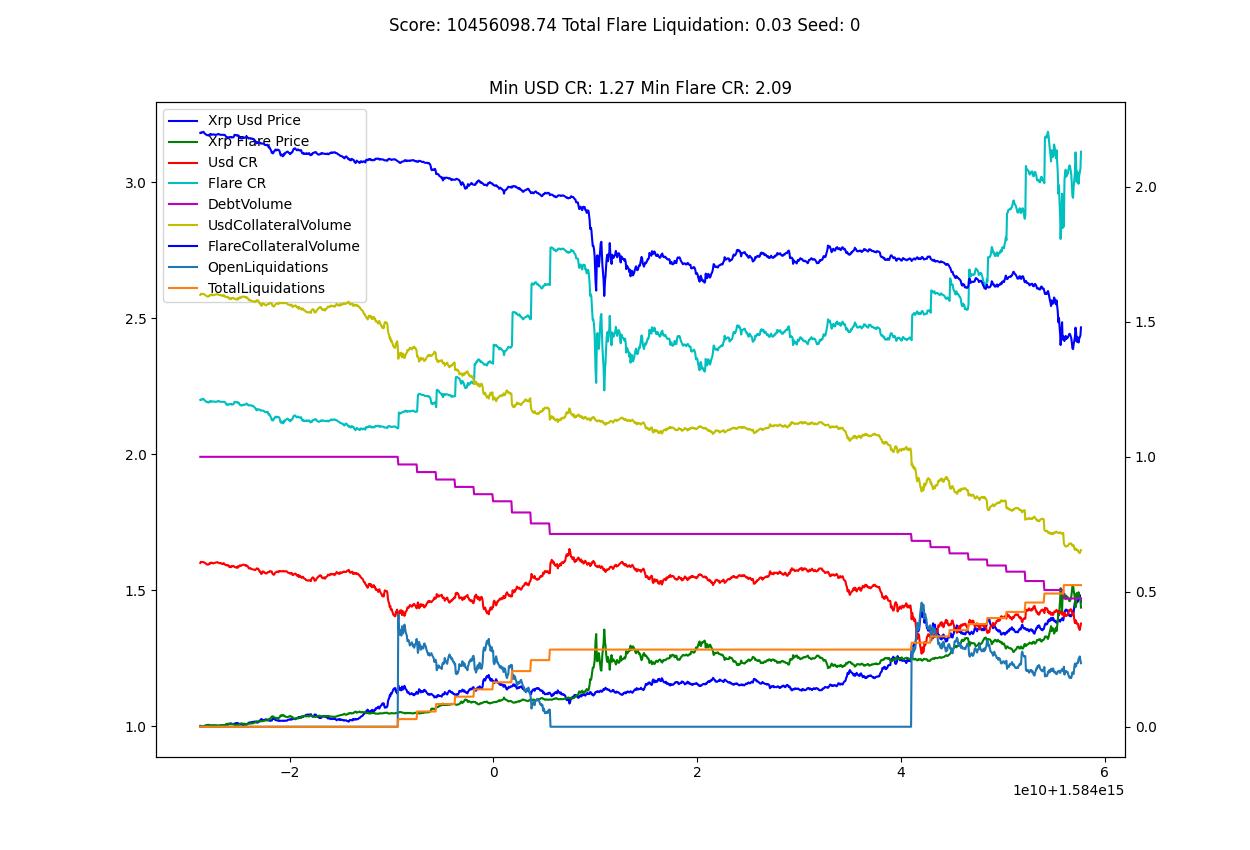 Score: 10456098.74 Total Flare Liquidation: 0.03 Seed: 0
Min USD CR: 1.27 Min Flare CR: 2.09
Xrp Usd Price
Xrp Flare Price
Usd CR
Flare CR
DebtVolume
UsdCollateralVolume
FlareCollateralVolume
OpenLiquidations
TotalLiquidations
3.0
2.5
2.0
1.5
1.0
2.0
1.5
1.0
0.5
0.0
−2
0
2
4
6
1e10+1.584e15